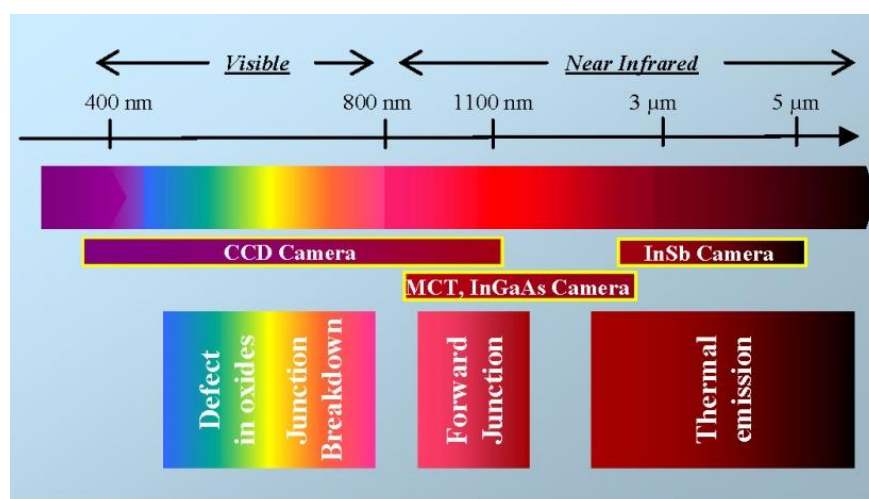 Visible Near Infrared
400 nm 800 nm 1100 nm 3 µm 5 µm
CCD Camera InSb Camera
MCT, InGaAs Camera
Defect
in oxides
Junction
Breakdown
Forward
Junction
Thermal
emission